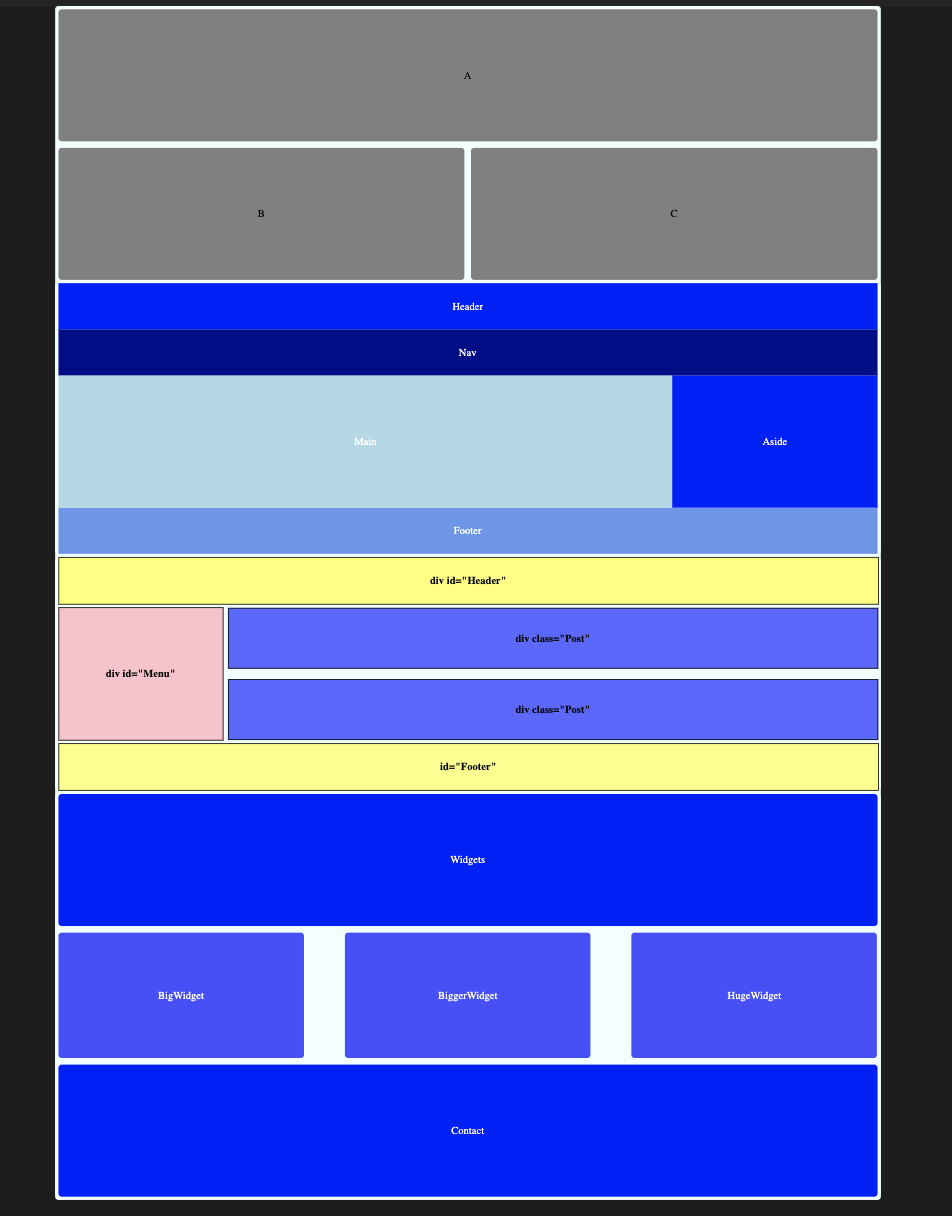 A
B
C
Header
Nav
Main
Aside
Footer
div id="Header"
div id="Menu"
div class="Post"
div class="Post"
id="Footer"
Widgets
BigWidget
BiggerWidget
HugeWidget
Contact